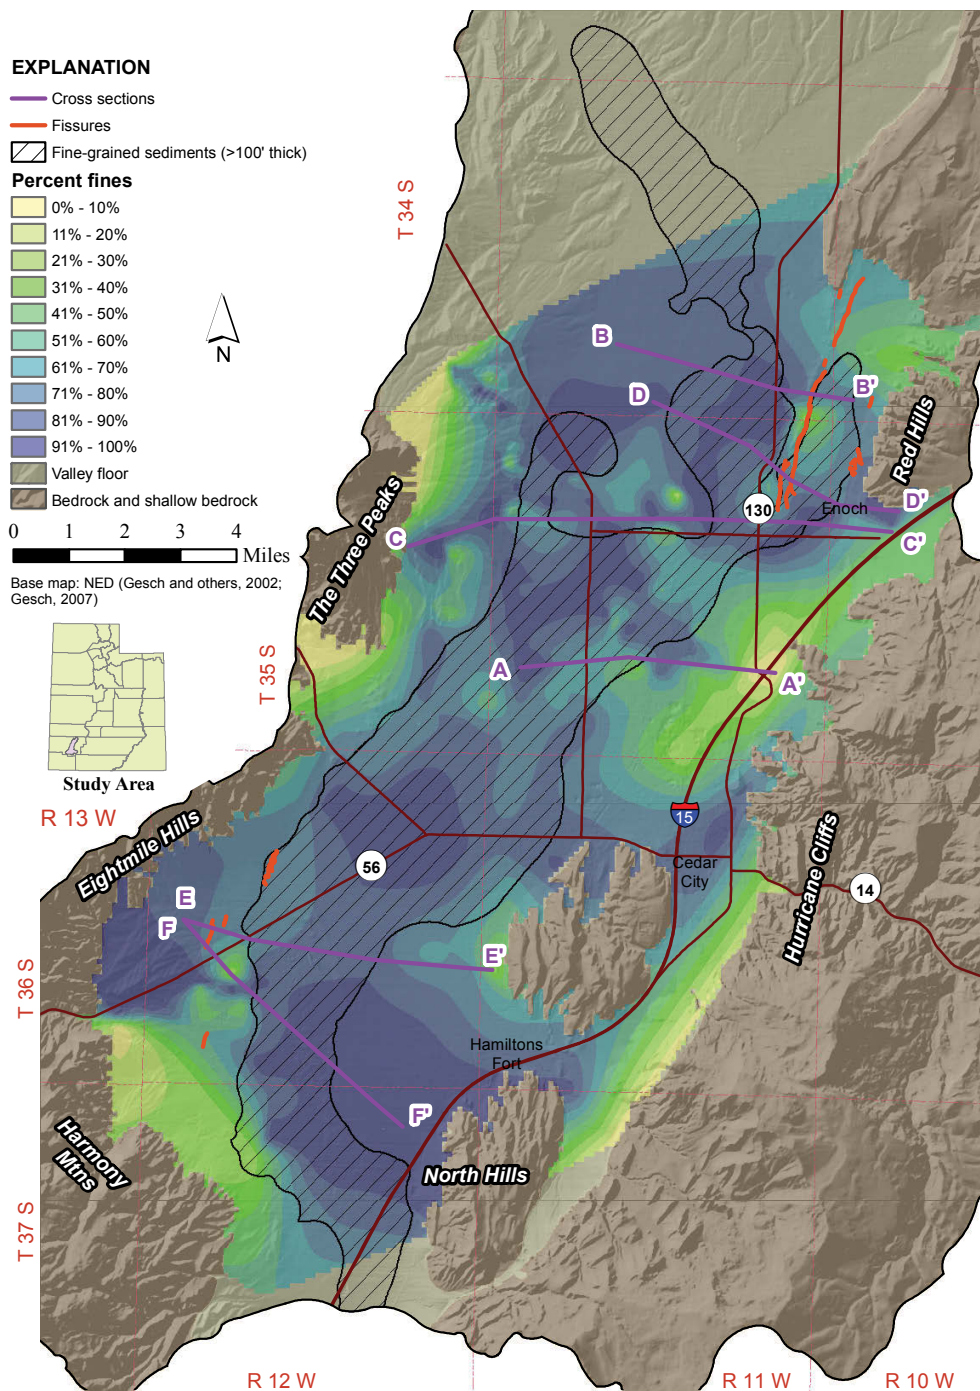 EXPLANATION
Cross sections
Fissures
Fine-grained sediments (>100' thick)
Percent fines
0% - 10%
11% - 20%
21% - 30%
31% - 40%
41% - 50%
51% - 60%
61% - 70%
71% - 80%
81% - 90%
91% - 100%
Valley floor
Bedrock and shallow bedrock
0 1 2 3 4 Miles
Base map: NED (Gesch and others, 2002;
Gesch, 2007)
Study Area
N
T 34 S
T 35 S
T 36 S
T 37 S
R 13 W
R 12 W
R 11 W
R 10 W
B
B'
D
D'
C
C'
A
A'
E
E'
F
F'
Red Hills
Enoch
130
The Three Peaks
Eightmile Hills
56
15
Cedar
City
14
Hurricane Cliffs
Hamiltons
Fort
North Hills
Harmony
Mtns